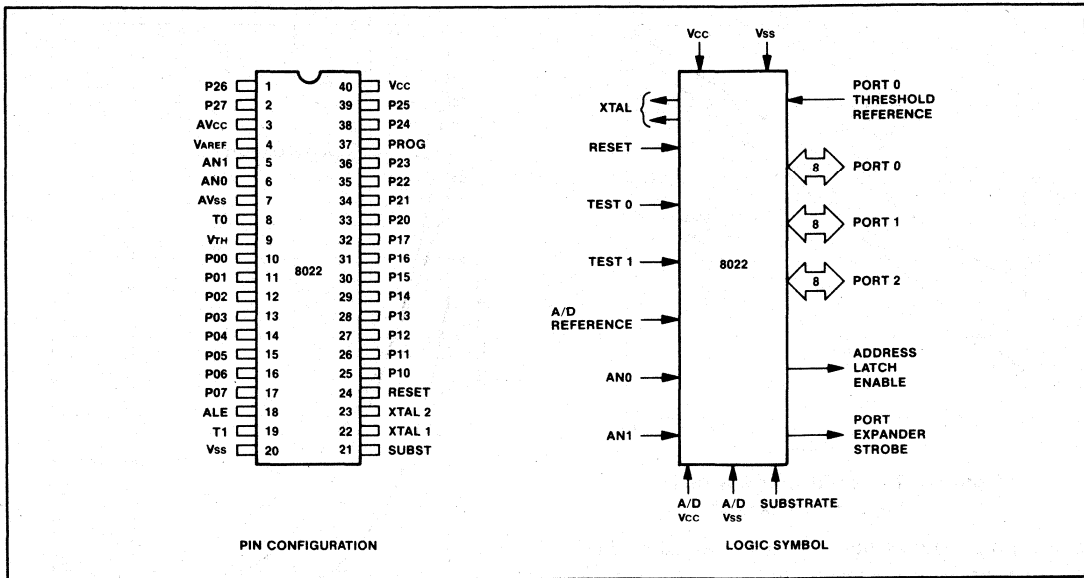 P26 1 40 Vcc
P27 2 39 P25
AVcc 3 38 P24
VAREF 4 37 PROG
AN1 5 36 P23
AN0 6 35 P22
AVss 7 34 P21
T0 8 33 P20
VTH 9 32 P17
P00 10 31 P16
8022
P01 11 30 P15
P02 12 29 P14
P03 13 28 P13
P04 14 27 P12
P05 15 26 P11
P06 16 25 P10
P07 17 24 RESET
ALE 18 23 XTAL 2
T1 19 22 XTAL 1
Vss 20 21 SUBST
PIN CONFIGURATION
Vcc Vss
XTAL
RESET
TEST 0
TEST 1
A/D
REFERENCE
AN0
AN1
8022
PORT 0
THRESHOLD
REFERENCE
8 PORT 0
8 PORT 1
8 PORT 2
ADDRESS
LATCH
ENABLE
PORT
EXPANDER
STROBE
A/D
Vcc
A/D
Vss
SUBSTRATE
LOGIC SYMBOL